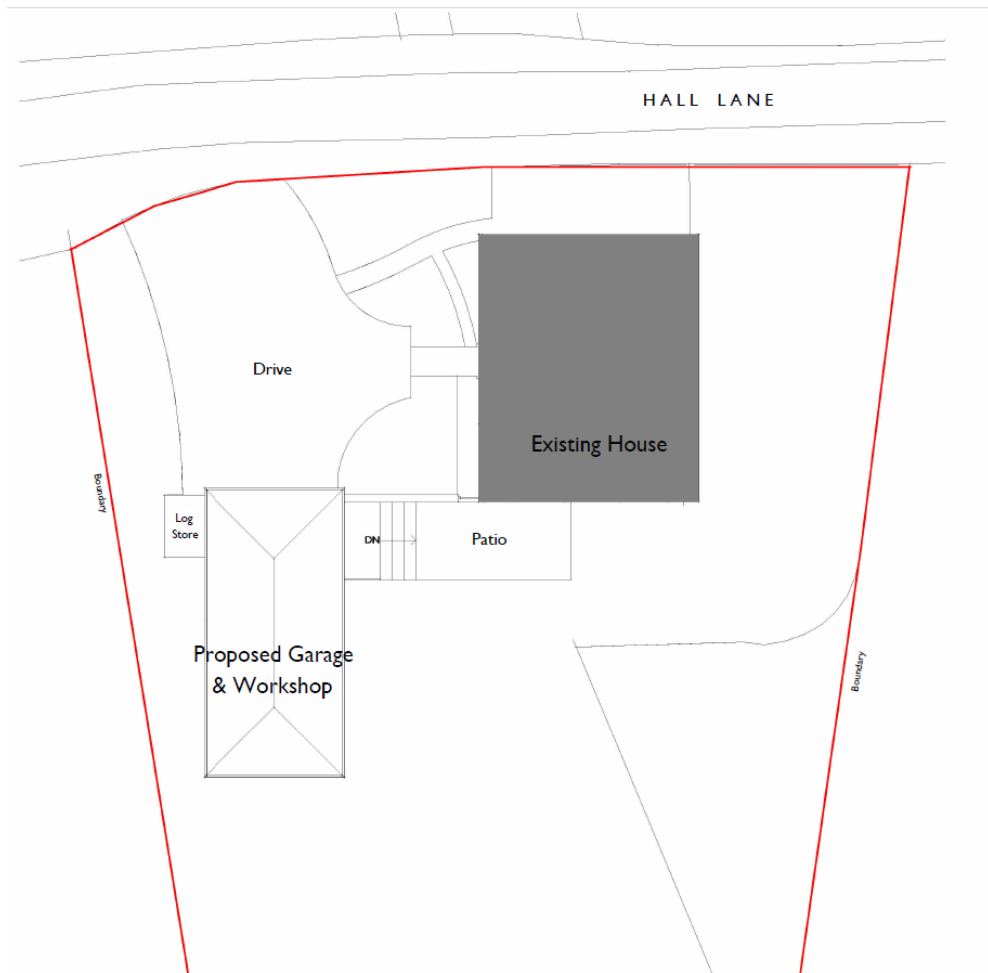 HALL LANE
Drive
Existing House
Boundary
Log
Store
DN
Patio
Proposed Garage
& Workshop
Boundary